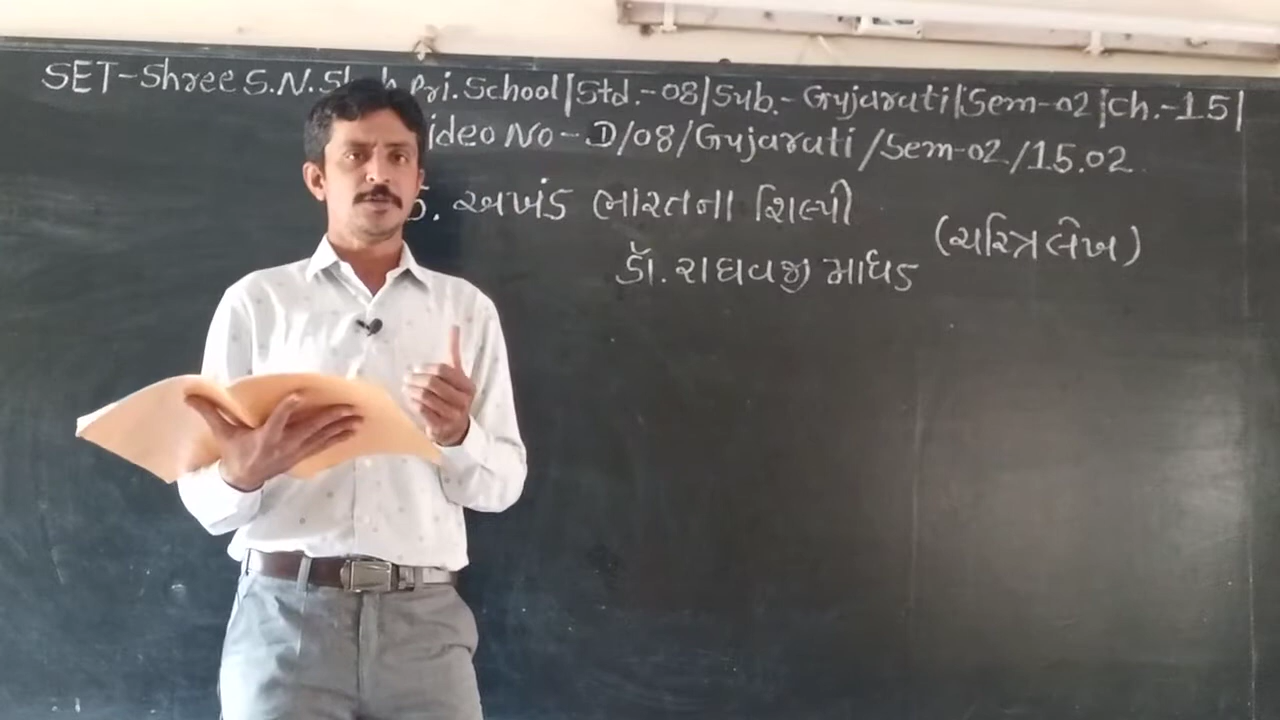 SET-Shree S.N. Pri. School|Std.-08|Sub.-Gujarati|Sem-02|Ch.-15|
No-D/08/Gujarati/Sem-02/15.02
અખંડ ભારતના શિલ્પી
(ચરિત્રલેખ)
ડૉ. રાઘવજી માધડ